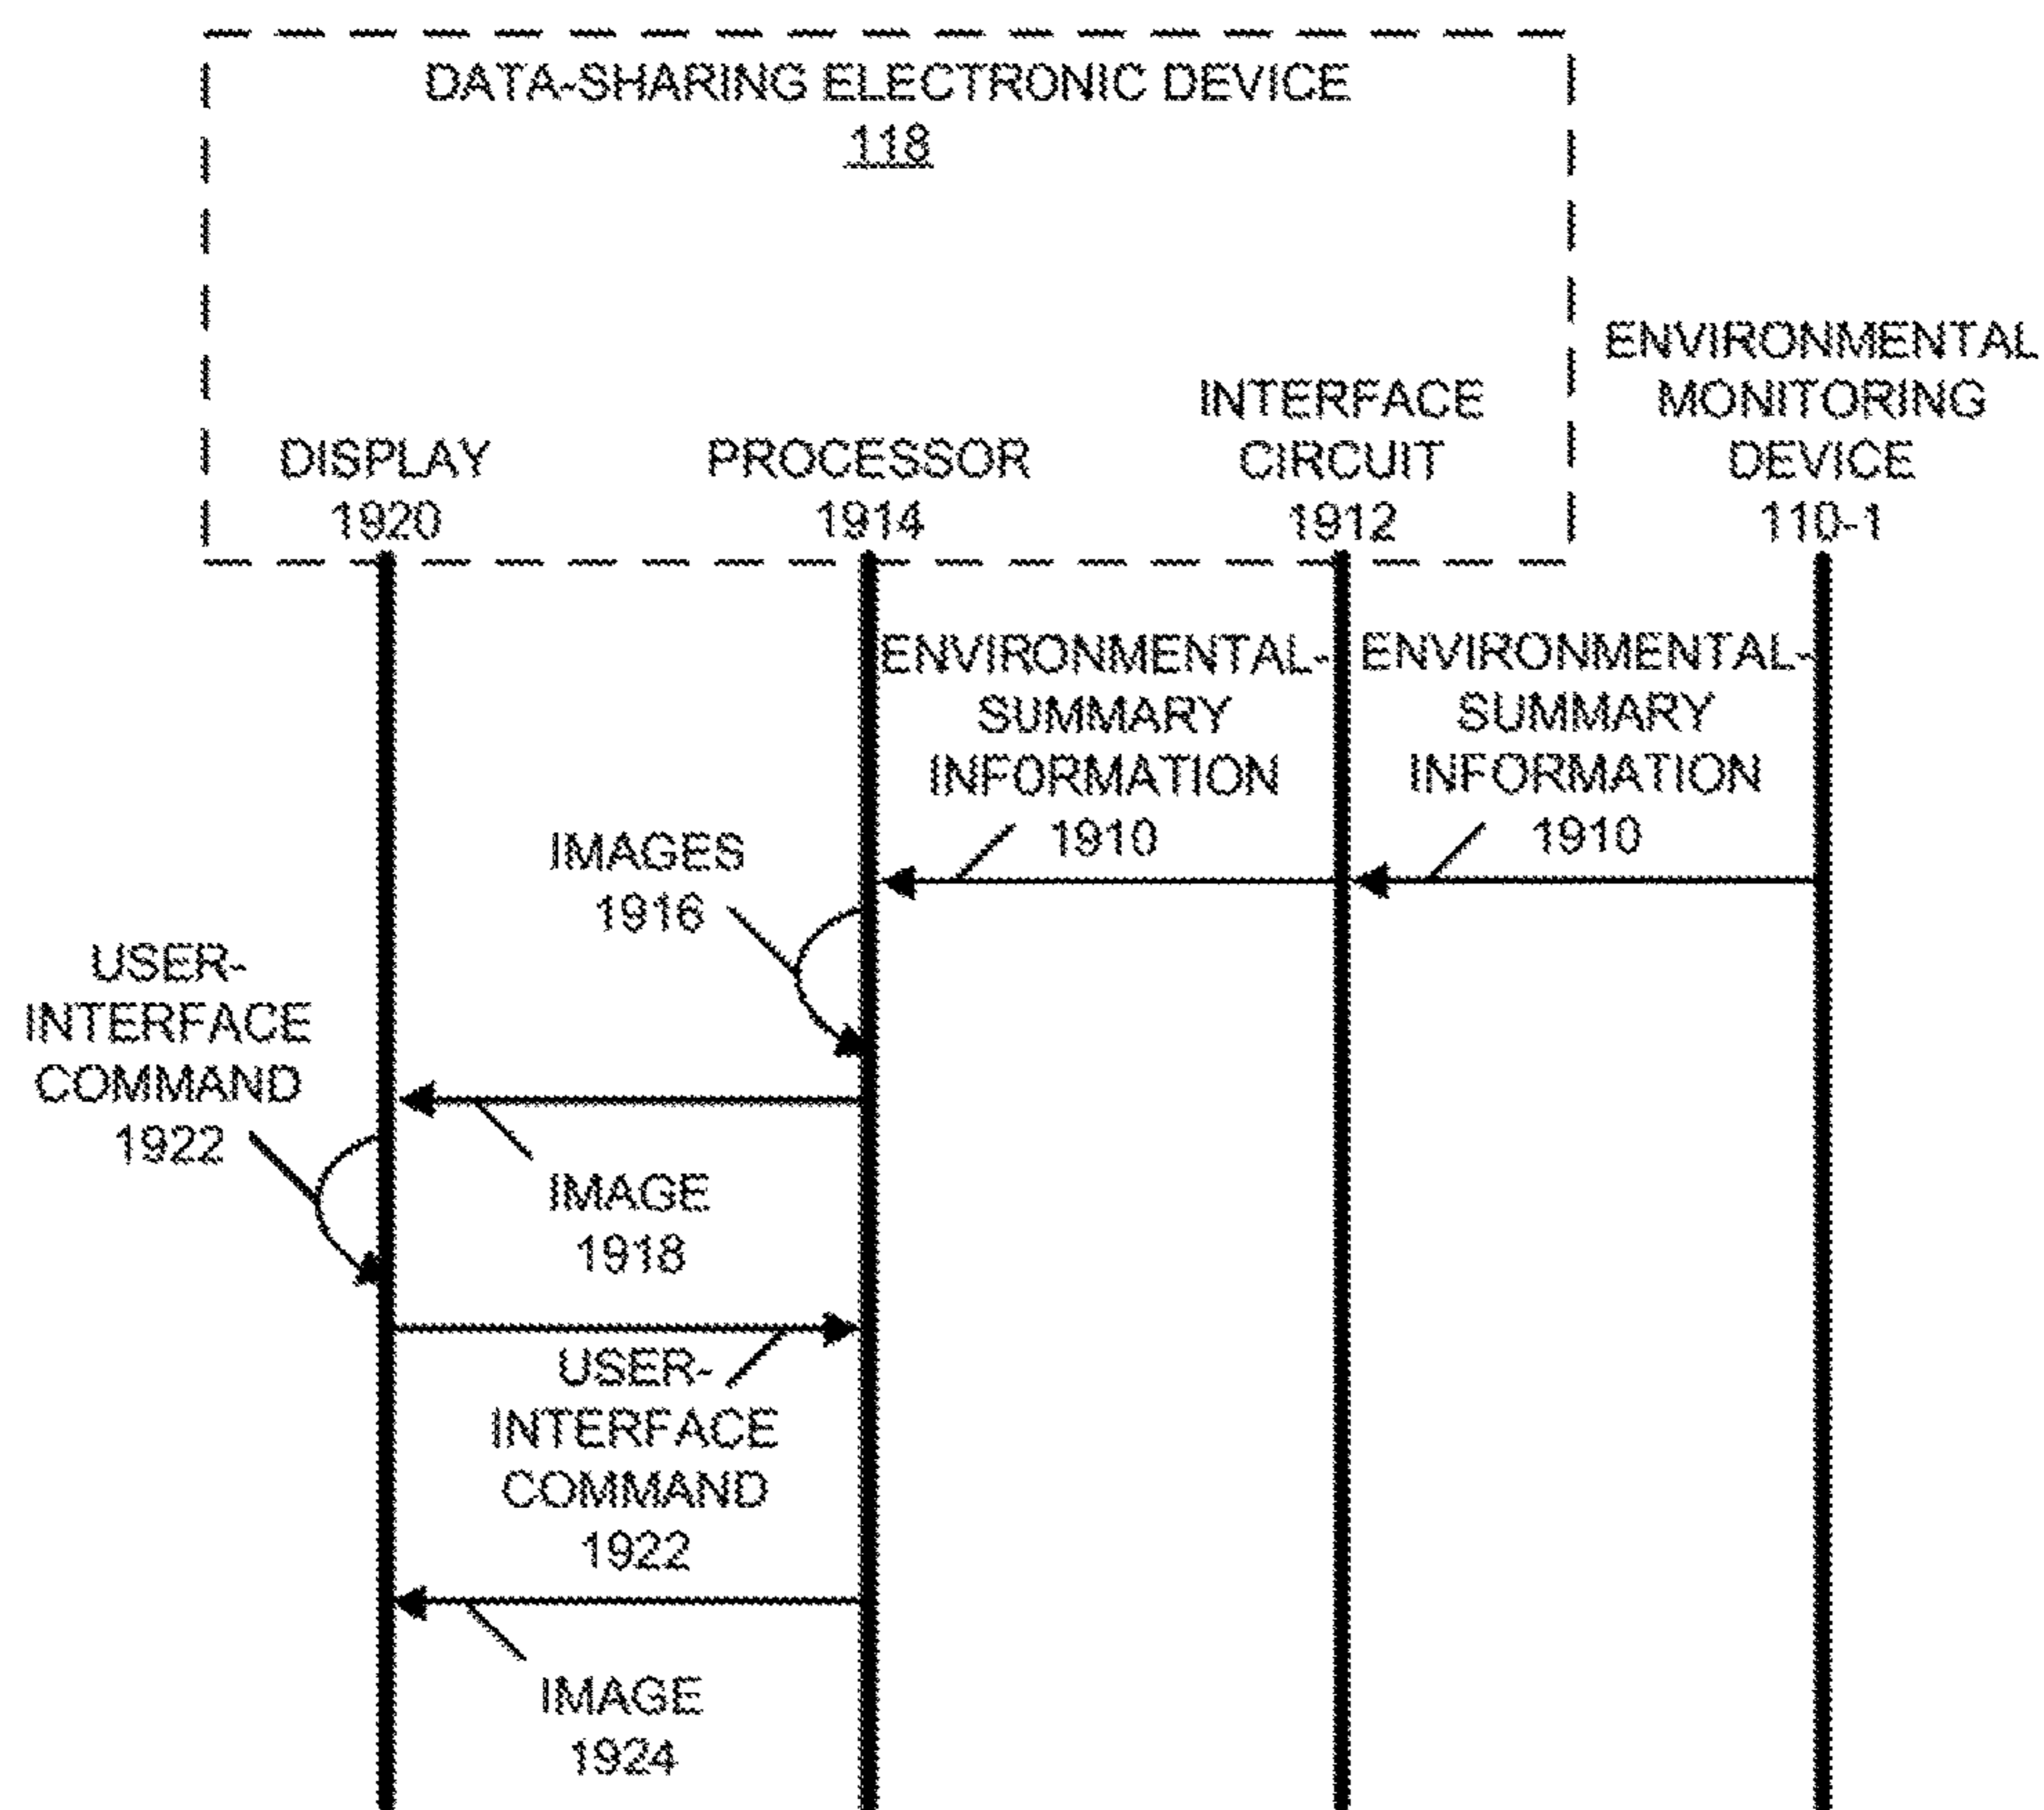 DATA-SHARING ELECTRONIC DEVICE
118
DISPLAY
1920
PROCESSOR
1914
INTERFACE
CIRCUIT
1912
ENVIRONMENTAL
MONITORING
DEVICE
110-1
ENVIRONMENTAL-
SUMMARY
INFORMATION
1910
ENVIRONMENTAL-
SUMMARY
INFORMATION
1910
IMAGES
1916
USER-
INTERFACE
COMMAND
1922
IMAGE
1918
USER-
INTERFACE
COMMAND
1922
IMAGE
1924